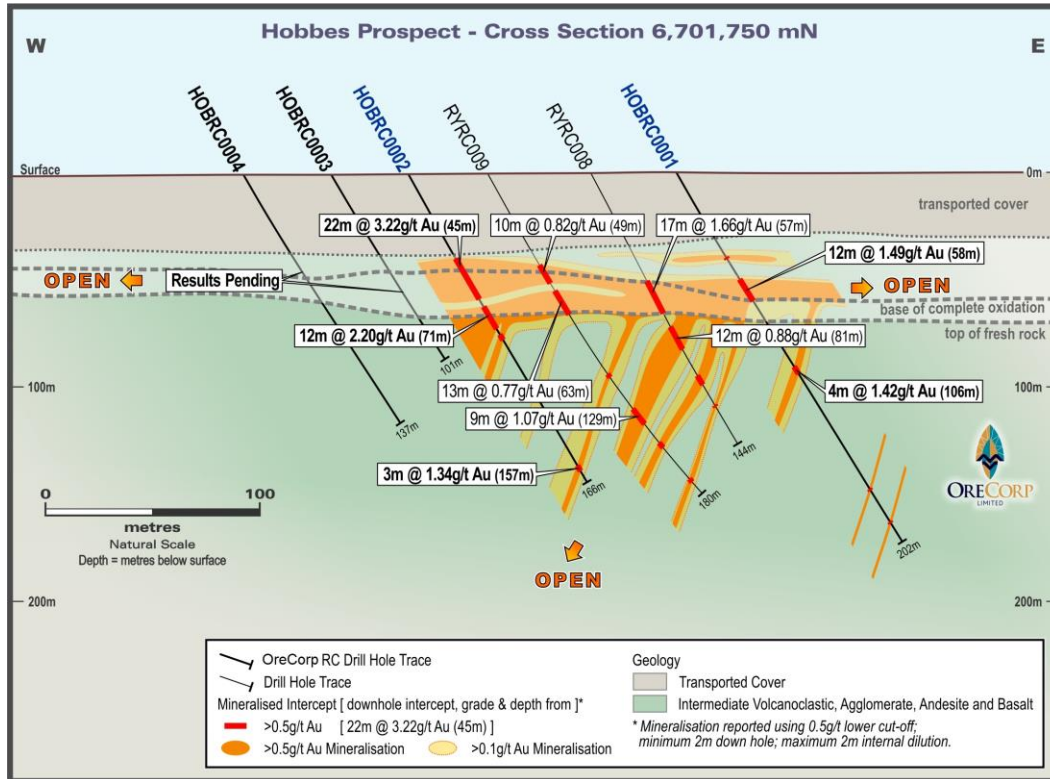 Hobbes Prospect - Cross Section 6,701,750 mN
W
E
HOBRC0004
HOBRC0003
HOBRC0002
RYRC009
RYRC008
HOBRC0001
Surface
0m
transported cover
22m @ 3.22g/t Au (45m)
10m @ 0.82g/t Au (49m)
17m @ 1.66g/t Au (57m)
12m @ 1.49g/t Au (58m)
OPEN
Results Pending
OPEN
base of complete oxidation
top of fresh rock
12m @ 2.20g/t Au (71m)
12m @ 0.88g/t Au (81m)
101m
100m
100m
13m @ 0.77g/t Au (63m)
4m @ 1.42g/t Au (106m)
9m @ 1.07g/t Au (129m)
137m
144m
3m @ 1.34g/t Au (157m)
166m
180m
202m
ORECORP
LIMITED
0 100
metres
Natural Scale
Depth = metres below surface
OPEN
200m
200m
OreCorp RC Drill Hole Trace
Drill Hole Trace
Mineralised Intercept [ downhole intercept, grade & depth from ]*
>0.5g/t Au [ 22m @ 3.22g/t Au (45m) ]
>0.5g/t Au Mineralisation >0.1g/t Au Mineralisation
Geology
Transported Cover
Intermediate Volcanoclastic, Agglomerate, Andesite and Basalt
* Mineralisation reported using 0.5g/t lower cut-off;
minimum 2m down hole; maximum 2m internal dilution.